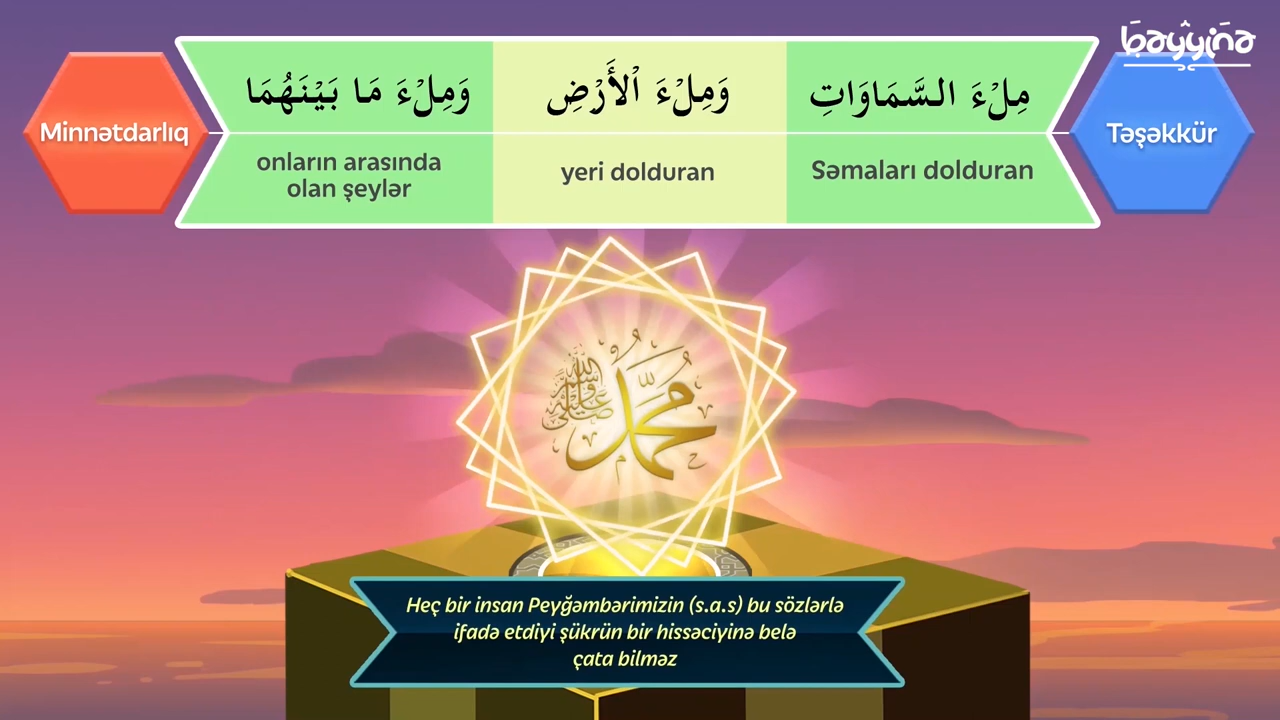 bayyina
Minnətdarlıq
Təşəkkür
مِلْءَ السَّمَاوَاتِ
وَمِلْءَ الْأَرْضِ
وَمِلْءَ مَا بَيْنَهُمَا
Səmaları dolduran
yeri dolduran
onların arasında
olan şeylər
محمد
صلى الله عليه وسلم
Heç bir insan Peyğəmbərimizin (s.a.s) bu sözlərlə
ifadə etdiyi şükrün bir hissəciyinə belə
çata bilməz